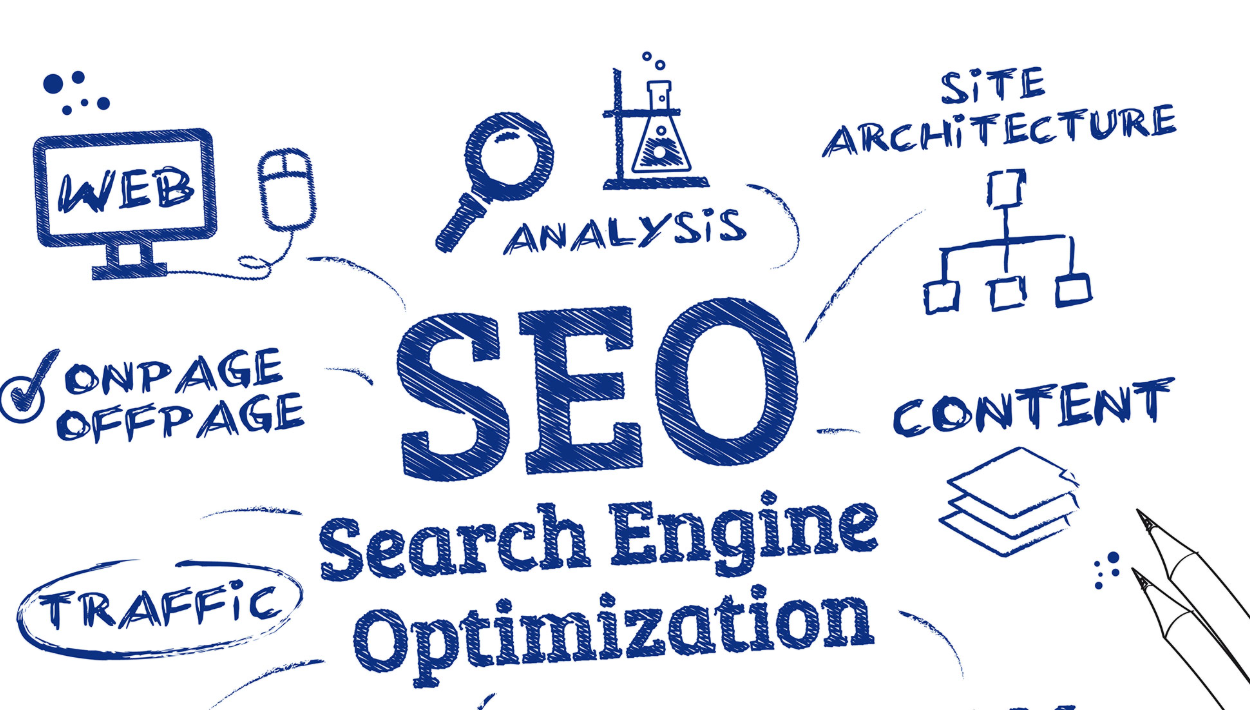 WEB
ANALYSiS
SiTE
ARCHiTECTURE
ONPAGE
OFFPAGE
SEO
CONTENT
Search Engine
Optimization
TRAFFiC